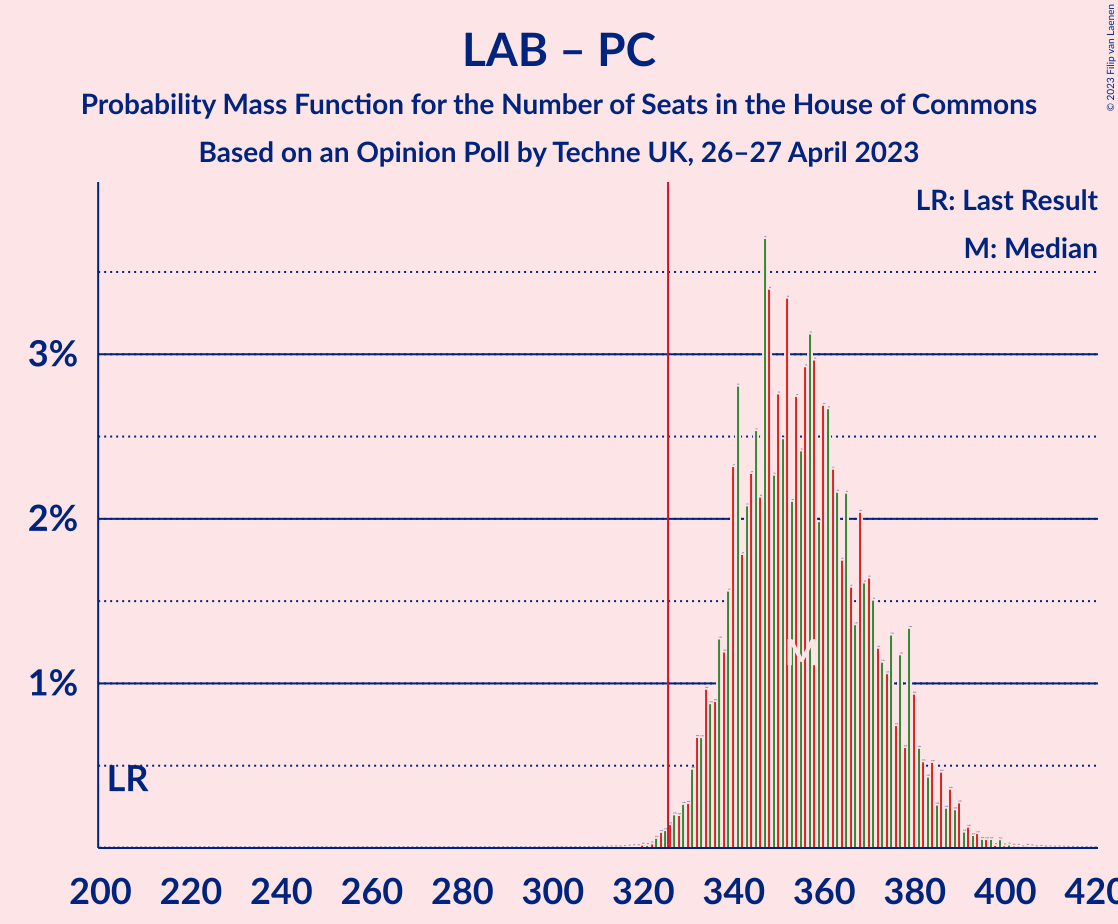 LAB – PC
Probability Mass Function for the Number of Seats in the House of Commons
Based on an Opinion Poll by Techne UK, 26–27 April 2023
© 2023 Filip van Laenen
LR: Last Result
M: Median
3%
2%
1%
M
LR
200 220 240 260 280 300 320 340 360 380 400 420